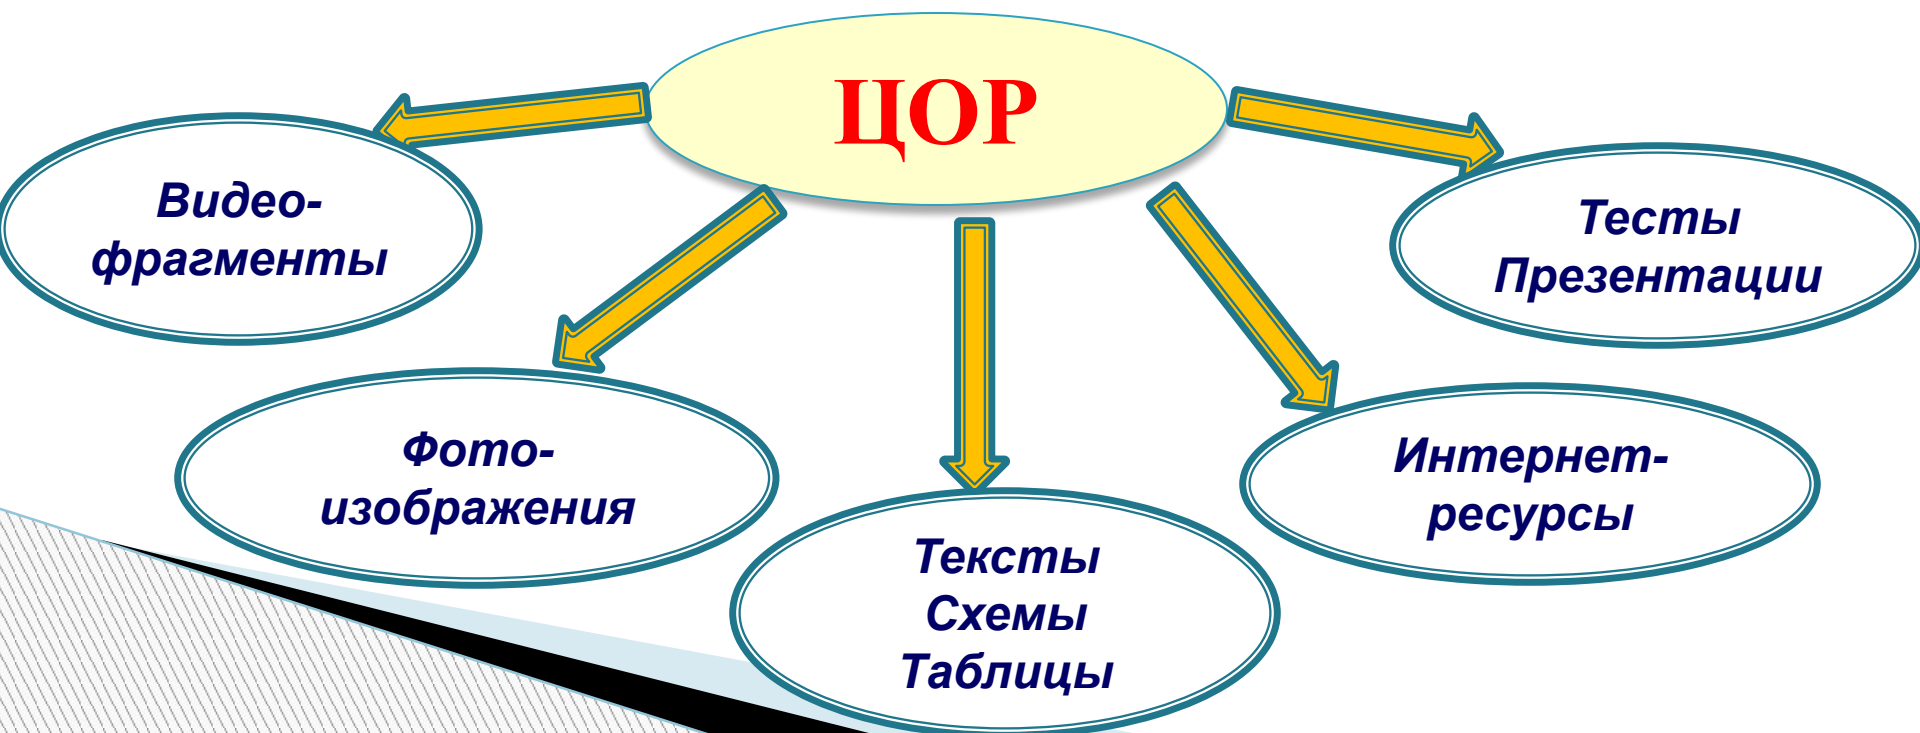 ЦОР
Видео-
фрагменты
Фото-
изображения
Тексты
Схемы
Таблицы
Интернет-
ресурсы
Тесты
Презентации